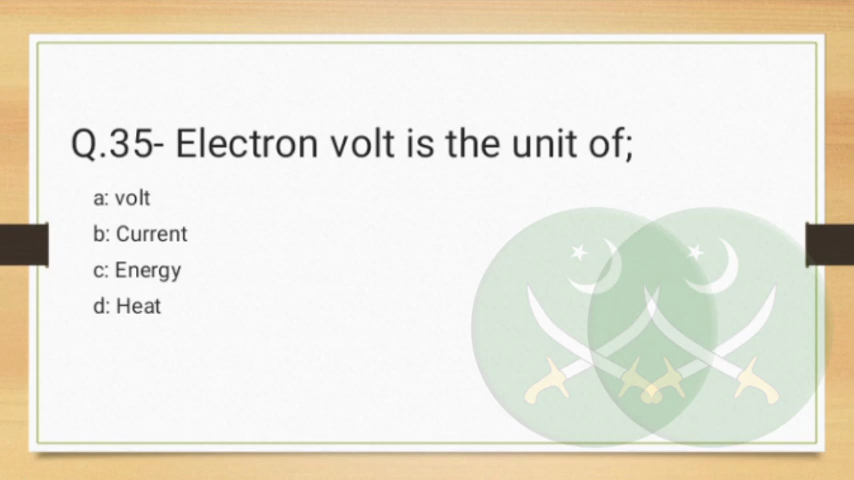 Q.35- Electron volt is the unit of;
a: volt
b: Current
c: Energy
d: Heat